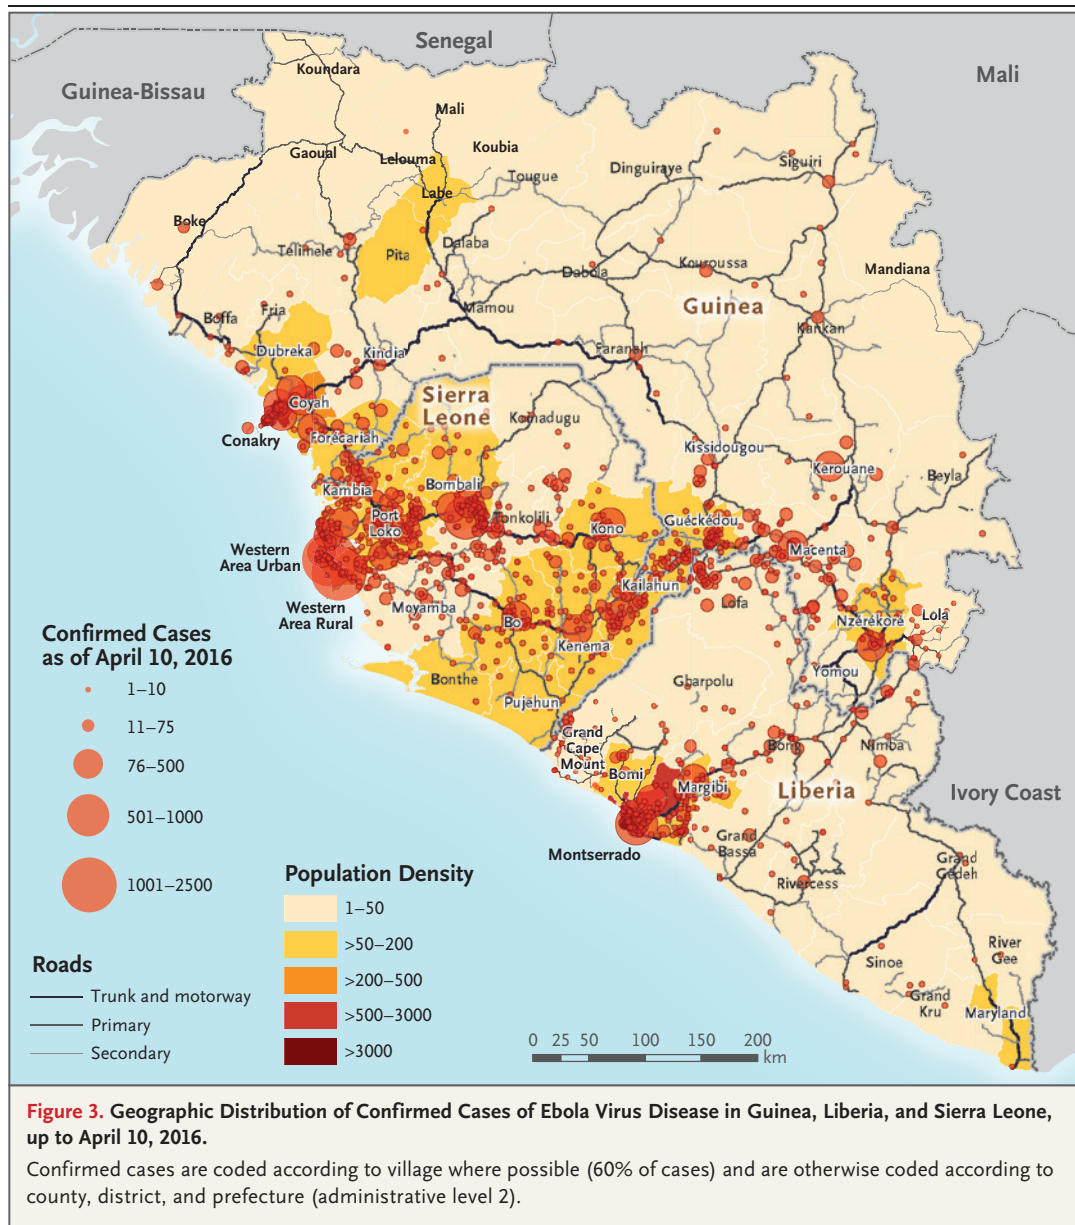 Senegal
Mali
Guinea-Bissau
Koundara
Mali
Koubia
Gaoual
Lelouma
Dinguiraye
Siguiri
Tougue
Labe
Boke
Telimele
Pita
Dalaba
Dabola
Kouroussa
Mandiana
Guinea
Mamou
Kankan
Fria
Boffa
Dubreka
Kindia
Faranah
Sierra
Leone
Coyah
Koinadugu
Conakry
Forecariah
Kissidougou
Kerouane
Beyla
Kambia
Bombali
Port
Loko
Tonkolili
Kono
Guéckédou
Macenta
Western
Area Urban
Kailahun
Western
Area Rural
Moyamba
Lofa
Bo
Nzerekore
Lola
Kenema
Yomou
Bonthe
Gbarpolu
Pujehun
Grand
Cape
Mount
Bong
Nimba
Bomi
Margibi
Liberia
Ivory Coast
Montserrado
Grand
Bassa
Grand
Gedeh
Rivercess
River
Gee
Sinoe
Grand
Kru
Maryland
Confirmed Cases
as of April 10, 2016
1–10
11–75
76–500
501–1000
1001–2500
Roads
Trunk and motorway
Primary
Secondary
Population Density
1–50
>50–200
>200–500
>500–3000
>3000
0 25 50 100 150 200
km
Figure 3. Geographic Distribution of Confirmed Cases of Ebola Virus Disease in Guinea, Liberia, and Sierra Leone,
up to April 10, 2016.
Confirmed cases are coded according to village where possible (60% of cases) and are otherwise coded according to
county, district, and prefecture (administrative level 2).